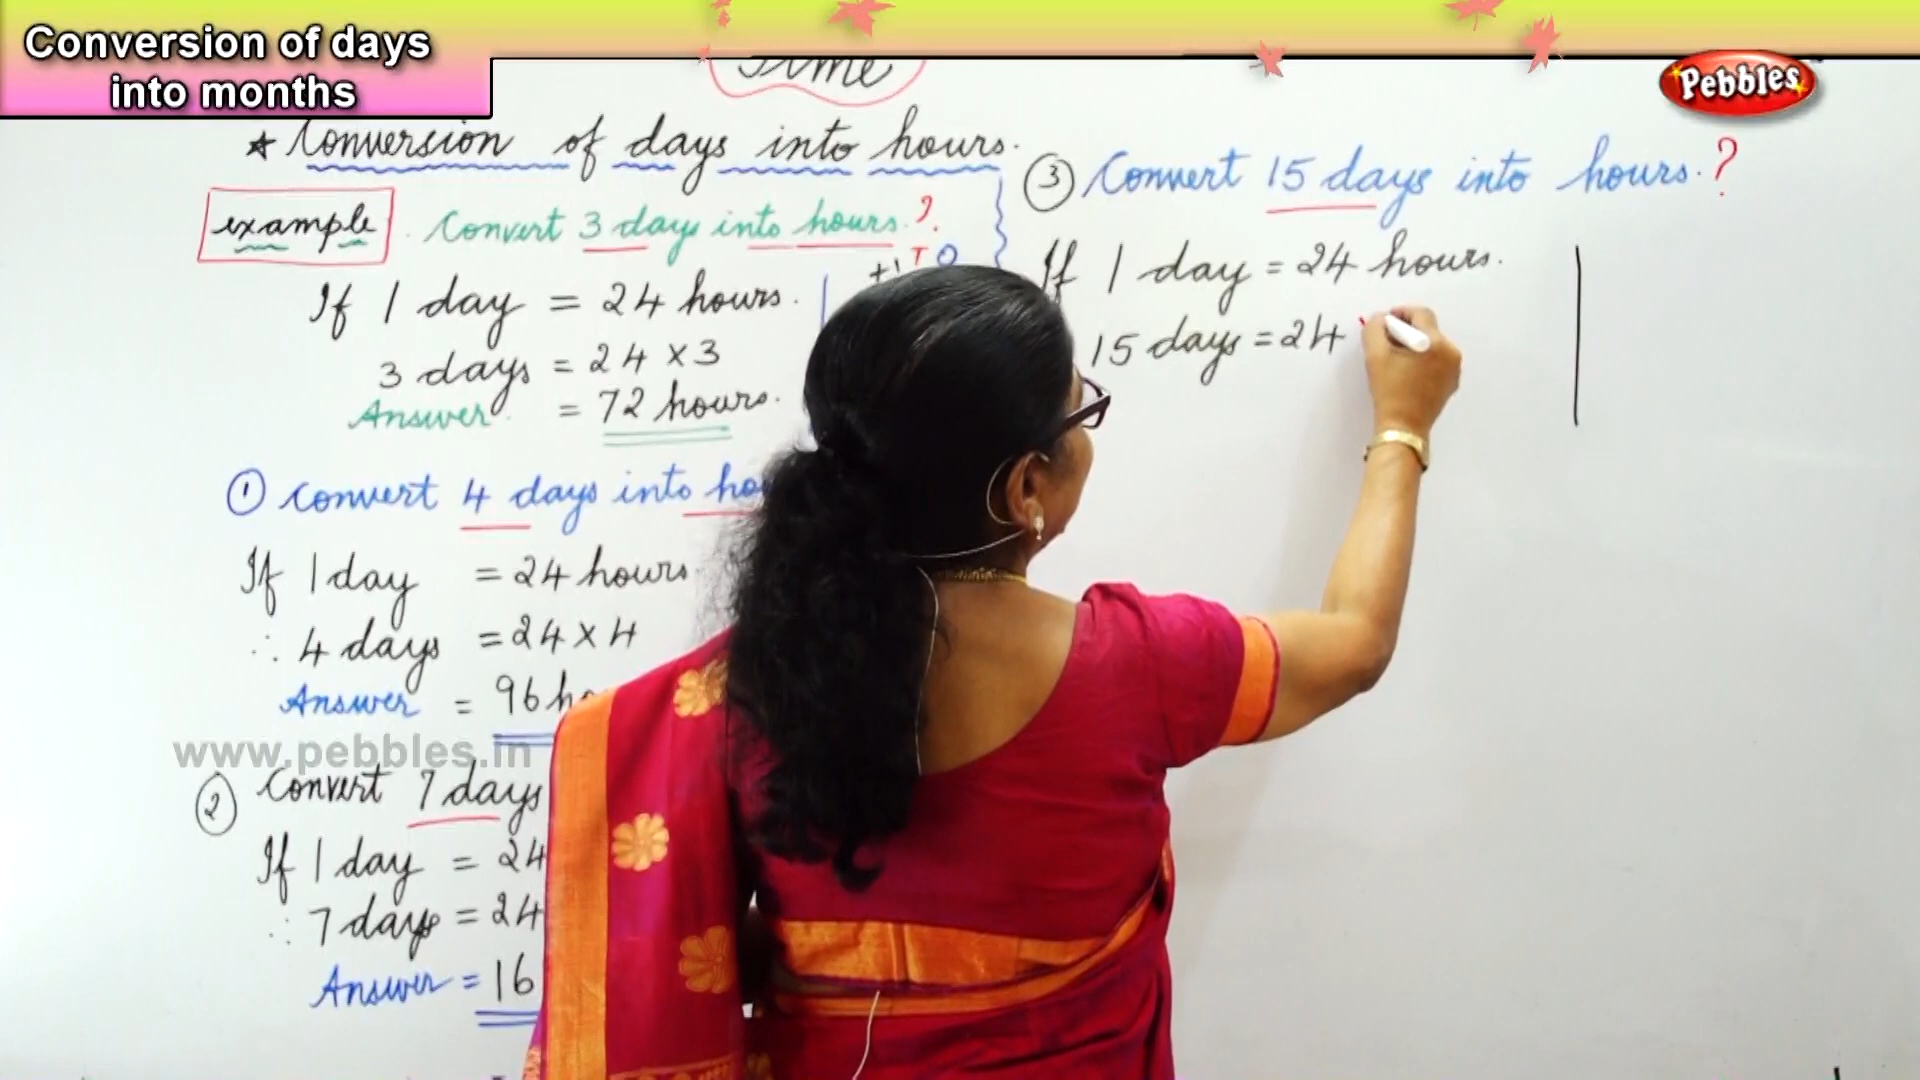 Conversion of days
into months
Pebbles
Time
★ Conversion of days into hours.
example . Convert 3 days into hours ?
T O
+1
If 1 day = 24 hours.
3 days = 24 x 3
Answer = 72 hours.
① Convert 4 days into
If 1 day = 24 hours
∴ 4 days = 24 x 4
Answer = 96
www.pebbles.in
② Convert 7 days
If 1 day = 24
∴ 7 days = 24
Answer = 16
③ Convert 15 days into hours. ?
If 1 day = 24 hours.
15 days = 24